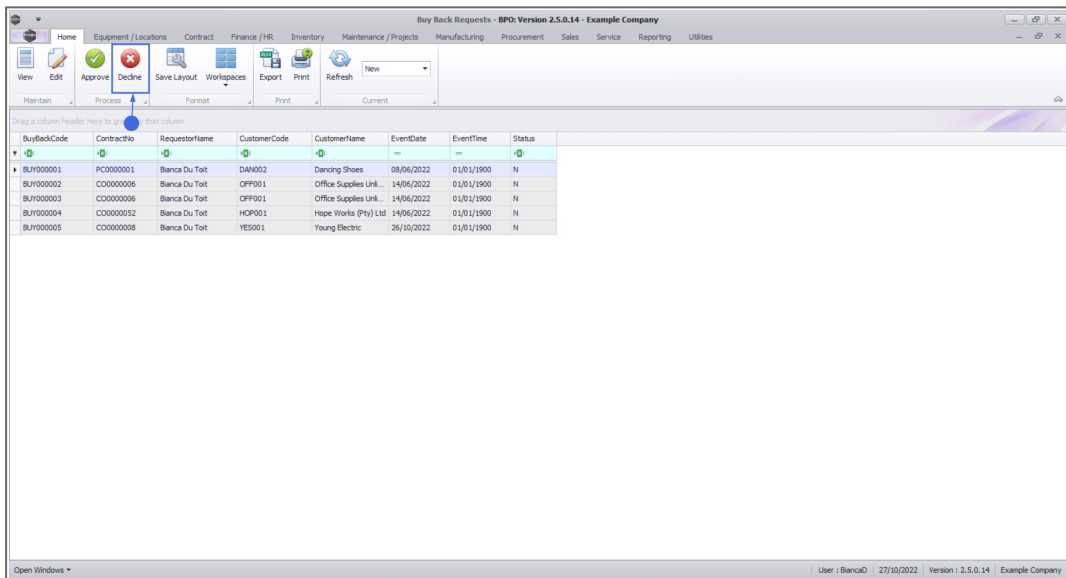 Buy Back Requests - BPO: Version 2.5.0.14 - Example Company
Home Equipment / Locations Contract Finance / HR Inventory Maintenance / Projects Manufacturing Procurement Sales Service Reporting Utilities
View Edit Approve Decline Save Layout Workspaces Export Print Refresh New
Maintain Process Format Print Current
Drag a column header here to group by that column
BuyBackCode ContractNo RequestorName CustomerCode CustomerName EventDate EventTime Status
BUY000001 PC0000001 Bianca Du Toit DAN002 Dancing Shoes 08/06/2022 01/01/1900 N
BUY000002 CO0000006 Bianca Du Toit OFF001 Office Supplies Unli... 14/06/2022 01/01/1900 N
BUY000003 CO0000006 Bianca Du Toit OFF001 Office Supplies Unli... 14/06/2022 01/01/1900 N
BUY000004 CO0000052 Bianca Du Toit HOP001 Hope Works (Pty) Ltd 14/06/2022 01/01/1900 N
BUY000005 CO0000008 Bianca Du Toit YES001 Young Electric 26/10/2022 01/01/1900 N
Open Windows User : BiancaD 27/10/2022 Version : 2.5.0.14 Example Company